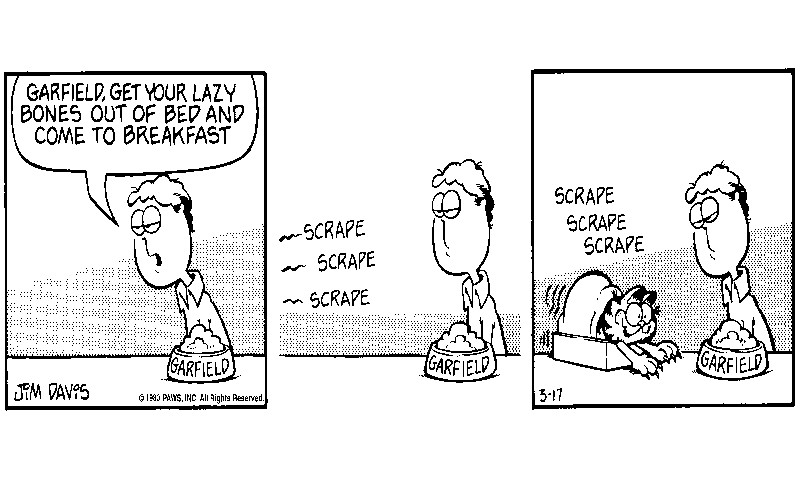 GARFIELD, GET YOUR LAZY
BONES OUT OF BED AND
COME TO BREAKFAST
GARFIELD
JIM DAVIS
© 1983 PAWS, INC. All Rights Reserved.
SCRAPE
SCRAPE
SCRAPE
GARFIELD
SCRAPE
SCRAPE
SCRAPE
GARFIELD
3-17